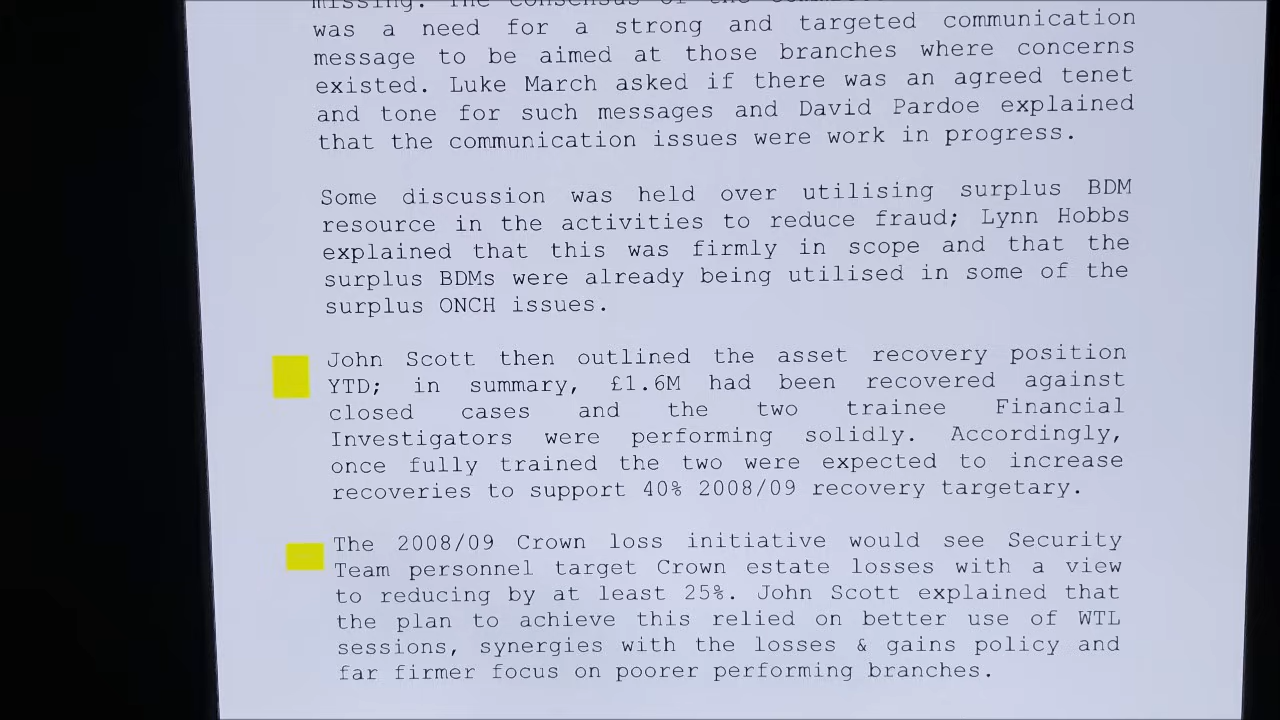 missing. The consensus of the
was a need for a strong and targeted communication
message to be aimed at those branches where concerns
existed. Luke March asked if there was an agreed tenet
and tone for such messages and David Pardoe explained
that the communication issues were work in progress.
Some discussion was held over utilising surplus BDM
resource in the activities to reduce fraud; Lynn Hobbs
explained that this was firmly in scope and that the
surplus BDMs were already being utilised in some of the
surplus ONCH issues.
John Scott then outlined the asset recovery position
YTD; in summary, £1.6M had been recovered against
closed cases and the two trainee Financial
Investigators were performing solidly. Accordingly,
once fully trained the two were expected to increase
recoveries to support 40% 2008/09 recovery targetary.
The 2008/09 Crown loss initiative would see Security
Team personnel target Crown estate losses with a view
to reducing by at least 25%. John Scott explained that
the plan to achieve this relied on better use of WTL
sessions, synergies with the losses & gains policy and
far firmer focus on poorer performing branches.